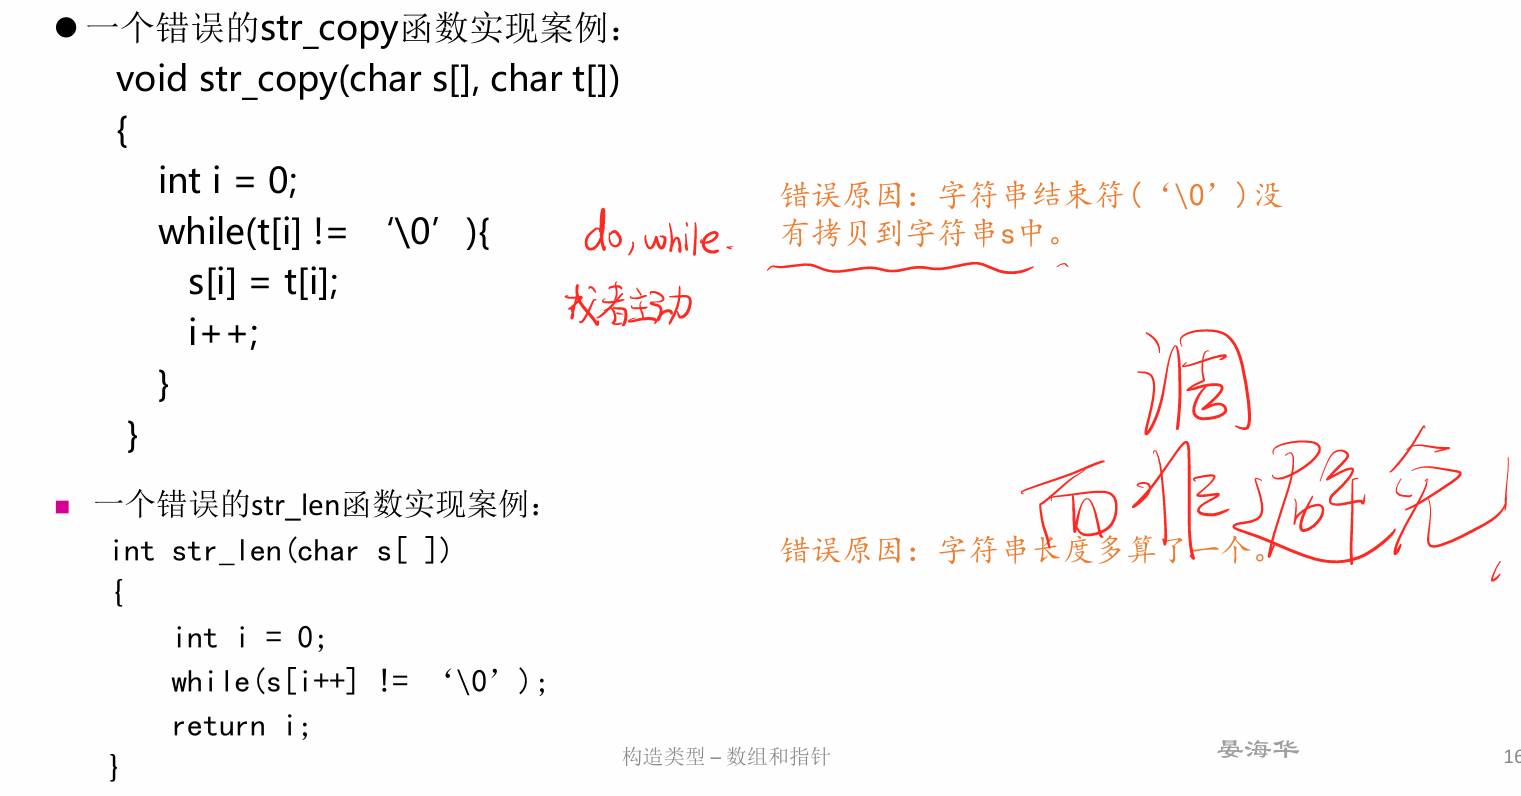 ●一个错误的str_copy函数实现案例：
void str_copy(char s[], char t[])
{
int i = 0;
while(t[i] != ‘\0’){
s[i] = t[i];
i++;
}
}
do, while.
或者主动
错误原因：字符串结束符(‘\0’)没
有拷贝到字符串s中。
调
而非避免
■ 一个错误的str_len函数实现案例：
int str_len(char s[ ])
{
int i = 0;
while(s[i++] != ‘\0’);
return i;
}
错误原因：字符串长度多算了一个。
构造类型 – 数组和指针
晏海华
16